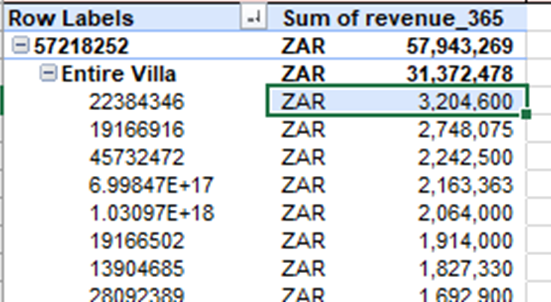 Row Labels Sum of revenue_365
57218252 ZAR 57,943,269
Entire Villa ZAR 31,372,478
22384346 ZAR 3,204,600
19166916 ZAR 2,748,075
45732472 ZAR 2,242,500
6.99847E+17 ZAR 2,163,363
1.03097E+18 ZAR 2,064,000
19166502 ZAR 1,914,000
13904685 ZAR 1,827,330
28092389 ZAR 1,692,900